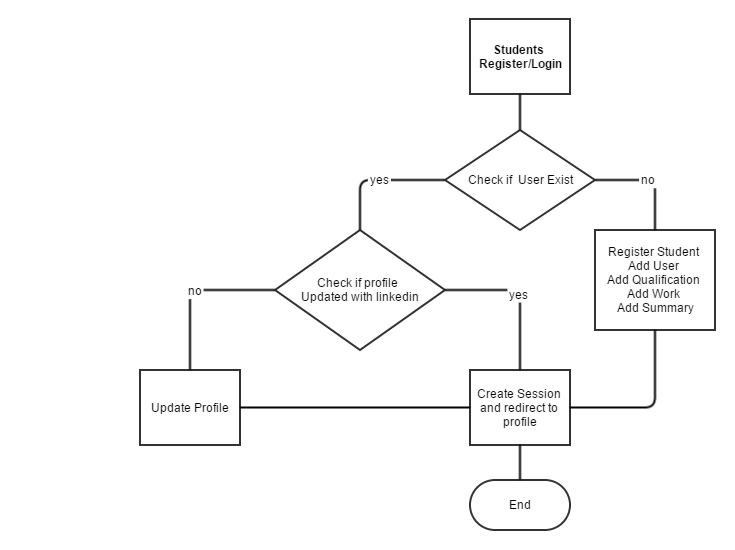 Students
Register/Login
Check if  User Exist
yes
no
Register Student
Add User
Add Qualification
Add Work
Add Summary
Check if profile
Updated with linkedin
no
yes
Update Profile
Create Session
and redirect to
profile
End